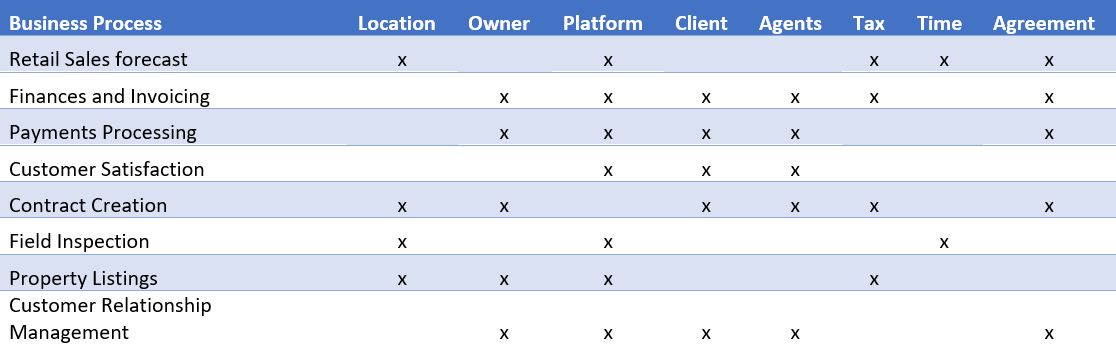 Business Process Location Owner Platform Client Agents Tax Time Agreement
Retail Sales forecast x x x x x
Finances and Invoicing x x x x x x
Payments Processing x x x x x
Customer Satisfaction x x x
Contract Creation x x x x x x
Field Inspection x x x
Property Listings x x x x
Customer Relationship
Management x x x x x